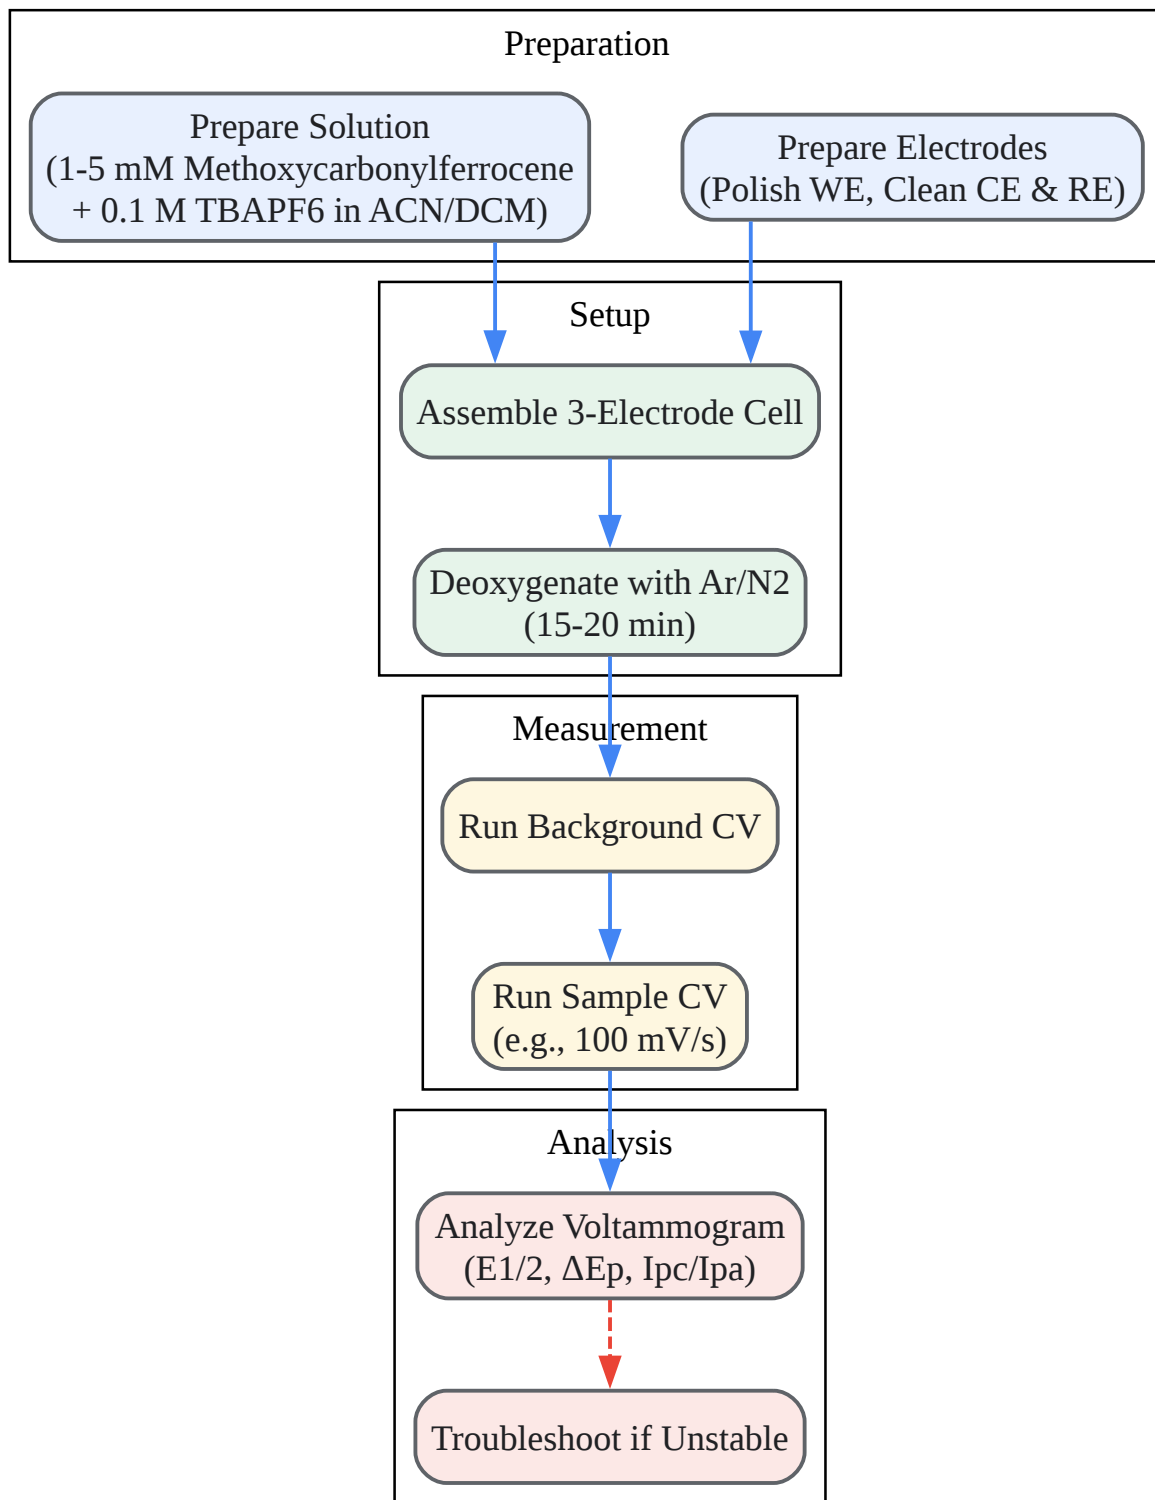 Preparation
Prepare Solution
(1-5 mM Methoxycarbonylferrocene
+ 0.1 M TBAPF6 in ACN/DCM)
Prepare Electrodes
(Polish WE, Clean CE & RE)
Setup
Assemble 3-Electrode Cell
Deoxygenate with Ar/N2
(15-20 min)
Measurement
Run Background CV
Run Sample CV
(e.g., 100 mV/s)
Analysis
Analyze Voltammogram
(E1/2, ΔEp, Ipc/Ipa)
Troubleshoot if Unstable